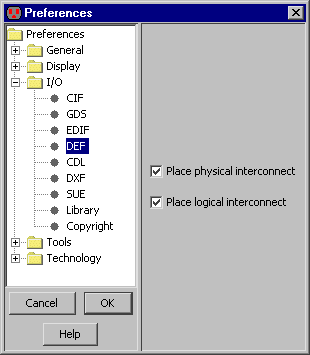 Preferences
Preferences
General
Display
I/O
CIF
GDS
EDIF
DEF
CDL
DXF
SUE
Library
Copyright
Tools
Technology
Cancel OK
Help
Place physical interconnect
Place logical interconnect